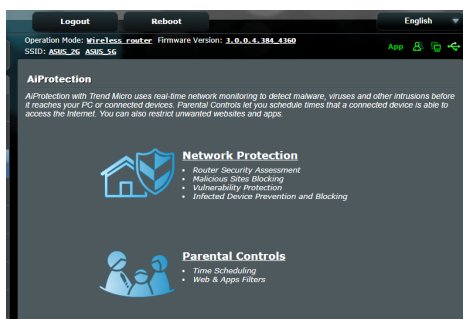 Logout Reboot English
Operation Mode: Wireless router Firmware Version: 3.0.0.4.384_4360
SSID: ASUS_2G ASUS_5G App
AiProtection
AiProtection with Trend Micro uses real-time network monitoring to detect malware, viruses and other intrusions before
it reaches your PC or connected devices. Parental Controls let you schedule times that a connected device is able to
access the Internet. You can also restrict unwanted websites and apps.
Network Protection
• Router Security Assessment
• Malicious Sites Blocking
• Vulnerability Protection
• Infected Device Prevention and Blocking
Parental Controls
• Time Scheduling
• Web & Apps Filters